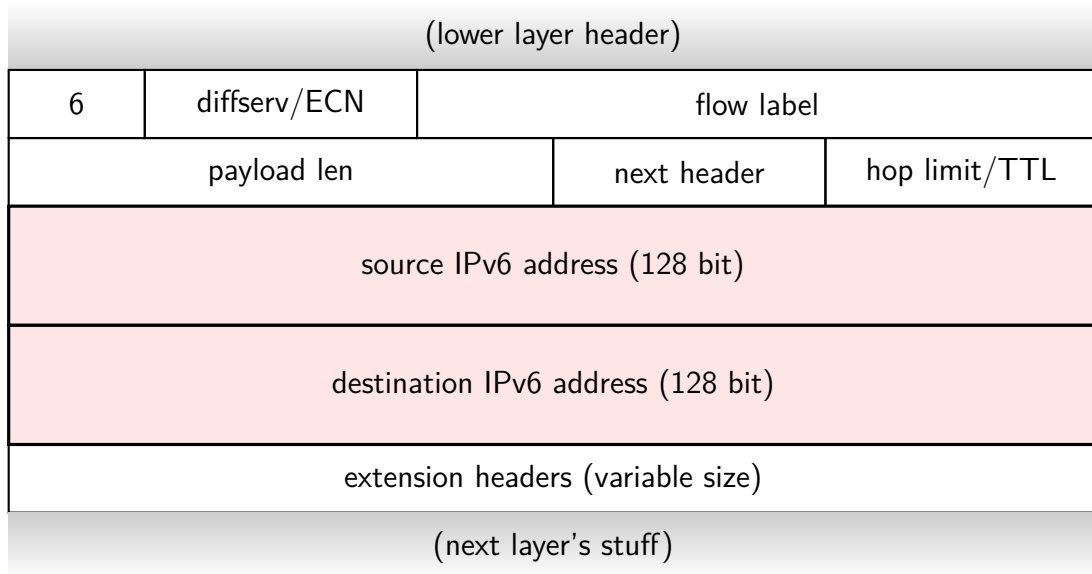 (lower layer header)
6 diffserv/ECN flow label
payload len next header hop limit/TTL
source IPv6 address (128 bit)
destination IPv6 address (128 bit)
extension headers (variable size)
(next layer's stuff)